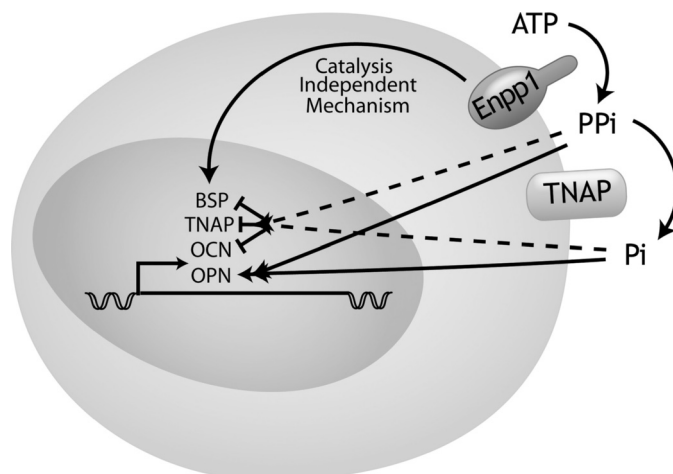 ATP
Enpp1
Catalysis
Independent
Mechanism
PPi
TNAP
BSP
TNAP
OCN
OPN
Pi